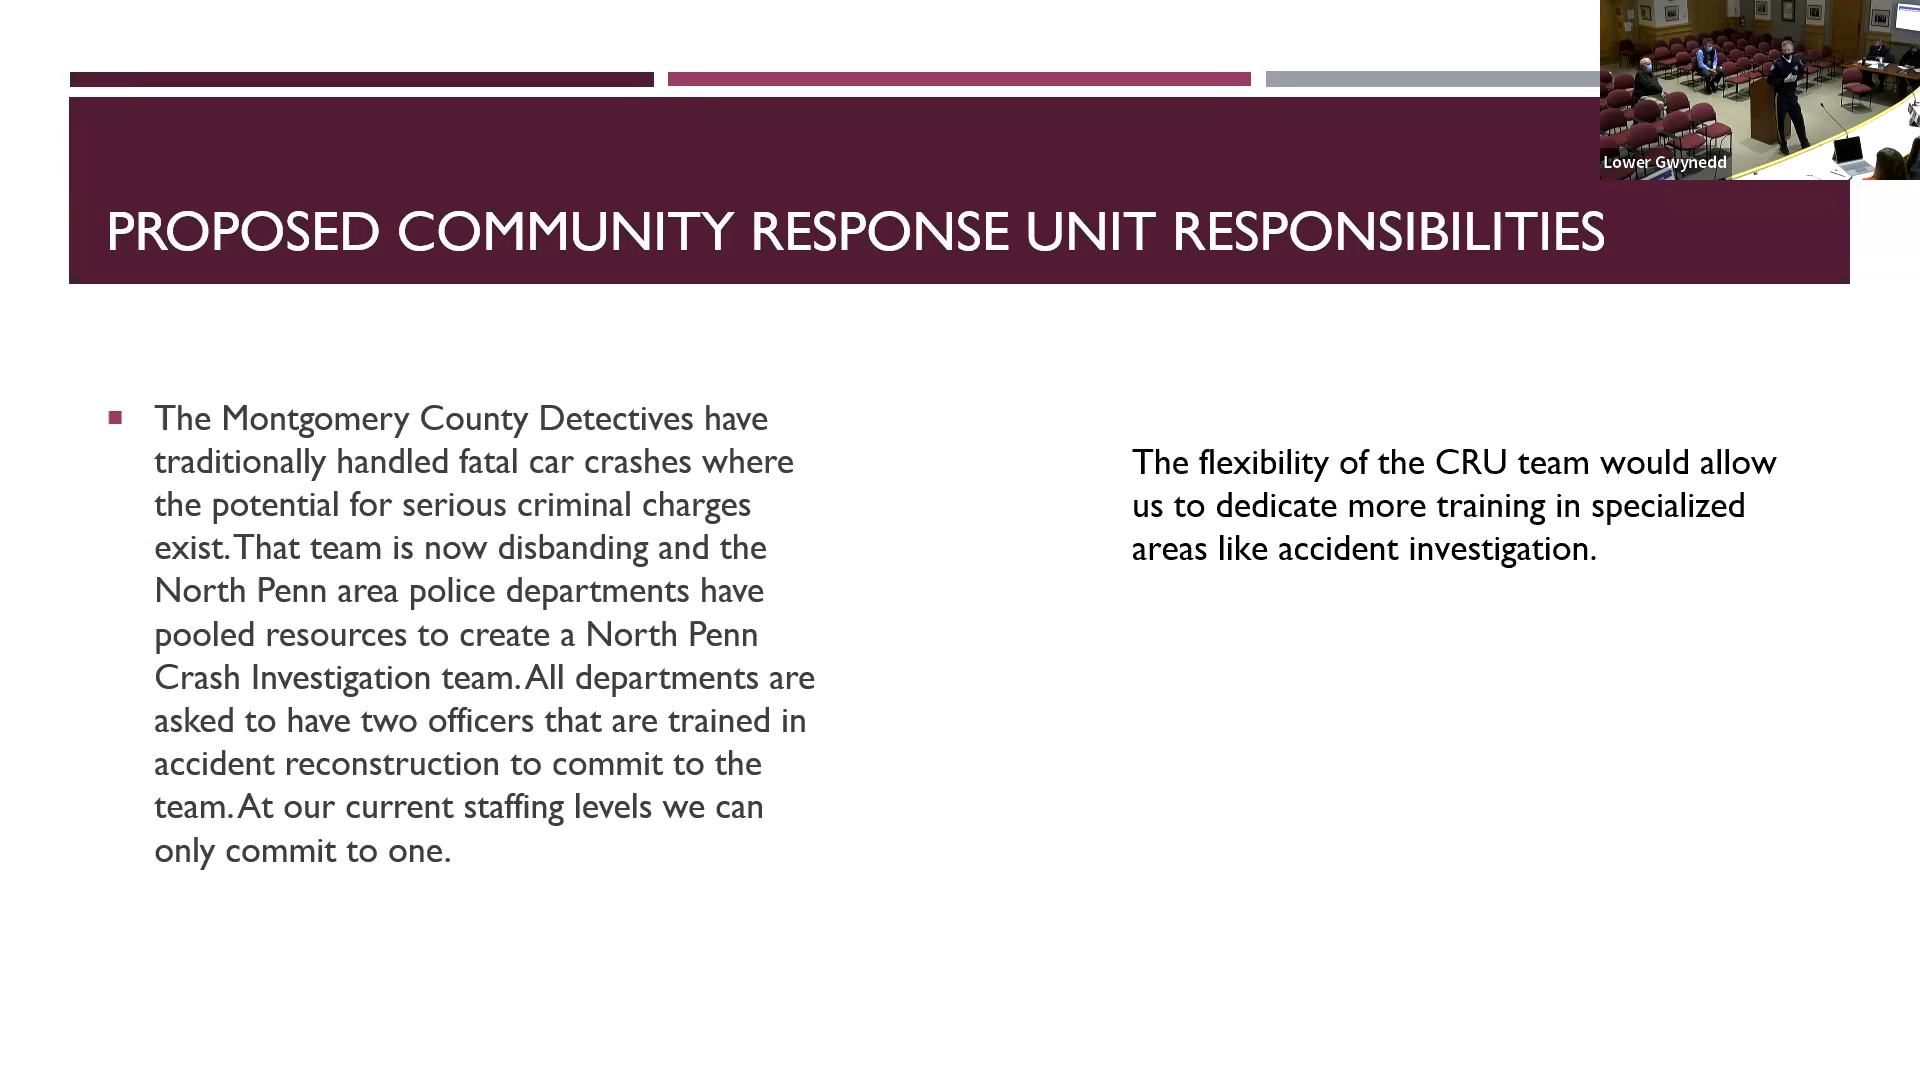 Lower Gwynedd
PROPOSED COMMUNITY RESPONSE UNIT RESPONSIBILITIES
The Montgomery County Detectives have
traditionally handled fatal car crashes where
the potential for serious criminal charges
exist. That team is now disbanding and the
North Penn area police departments have
pooled resources to create a North Penn
Crash Investigation team. All departments are
asked to have two officers that are trained in
accident reconstruction to commit to the
team. At our current staffing levels we can
only commit to one.
The flexibility of the CRU team would allow
us to dedicate more training in specialized
areas like accident investigation.